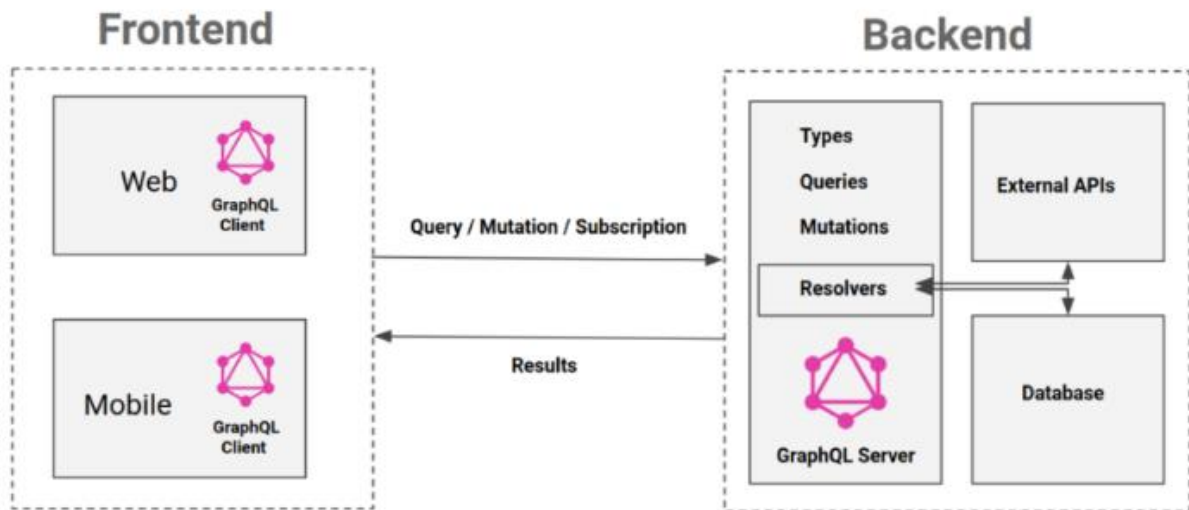 Frontend
Web
GraphQL
Client
Mobile
GraphQL
Client
Query / Mutation / Subscription
Results
Backend
Types
Queries
Mutations
Resolvers
GraphQL Server
External APIs
Database